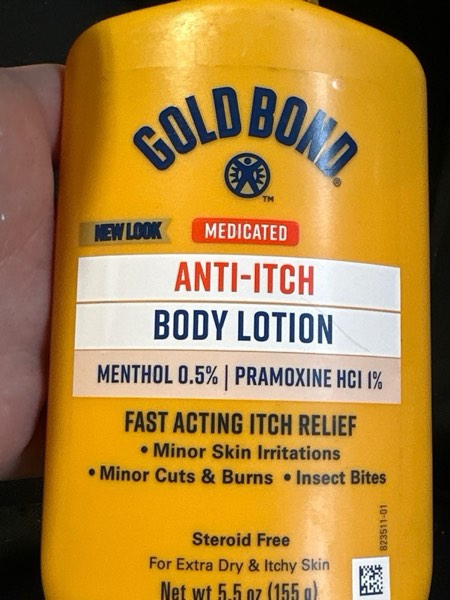 GOLD BOND®
™
NEW LOOK MEDICATED
ANTI-ITCH
BODY LOTION
MENTHOL 0.5% | PRAMOXINE HCl 1%
FAST ACTING ITCH RELIEF
• Minor Skin Irritations
• Minor Cuts & Burns • Insect Bites
823511-01
Steroid Free
For Extra Dry & Itchy Skin
Net wt 5.5 oz (155 g)